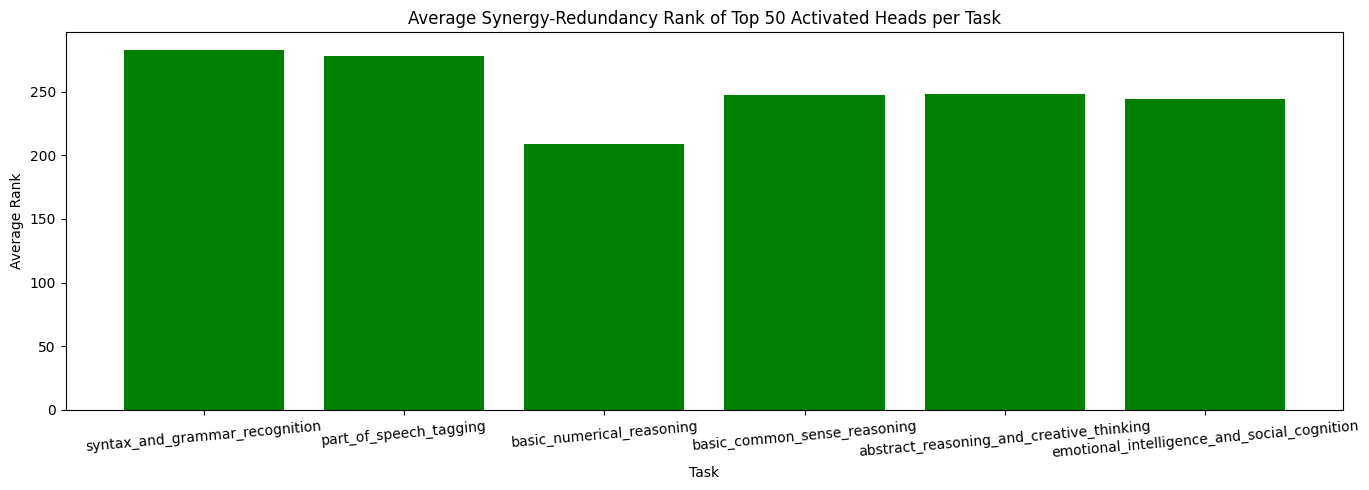 Average Synergy-Redundancy Rank of Top 50 Activated Heads per Task
Average Rank
250
200
150
100
50
0
syntax_and_grammar_recognition
part_of_speech_tagging
basic_numerical_reasoning
basic_common_sense_reasoning
abstract_reasoning_and_creative_thinking
emotional_intelligence_and_social_cognition
Task